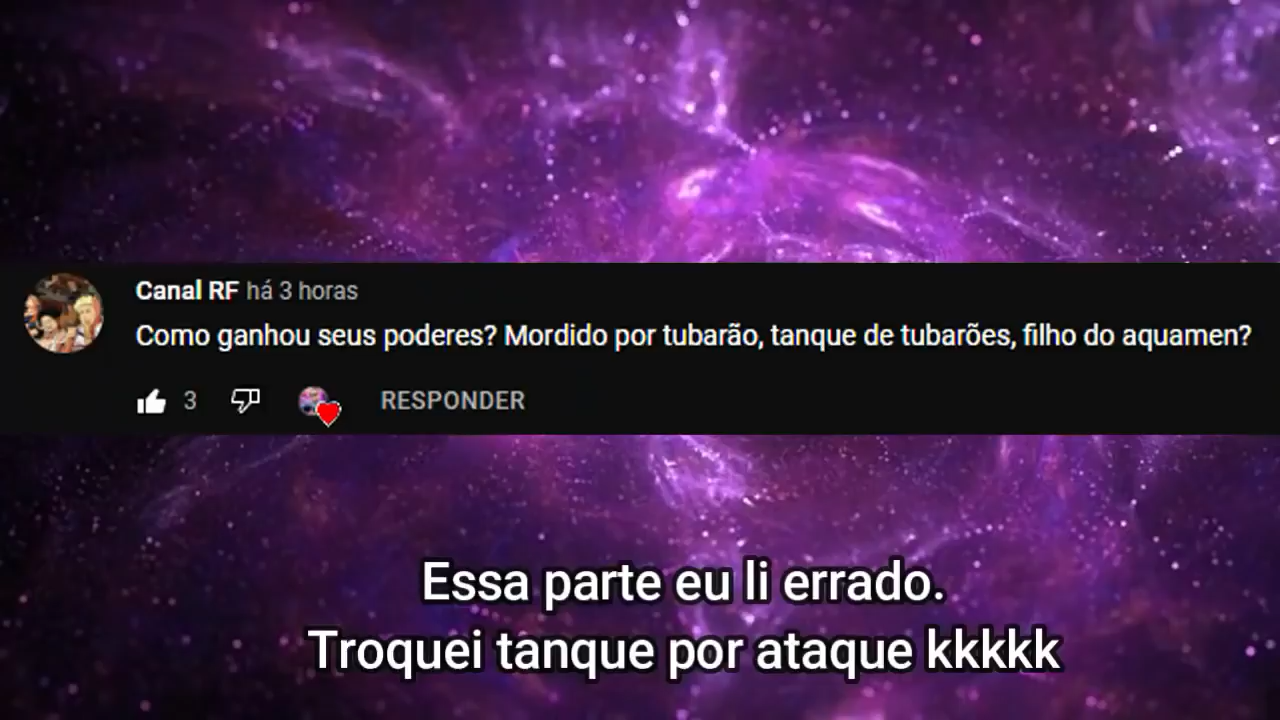 Canal RF há 3 horas
Como ganhou seus poderes? Mordido por tubarão, tanque de tubarões, filho do aquamen?
3 RESPONDER
Essa parte eu li errado.
Troquei tanque por ataque kkkkk